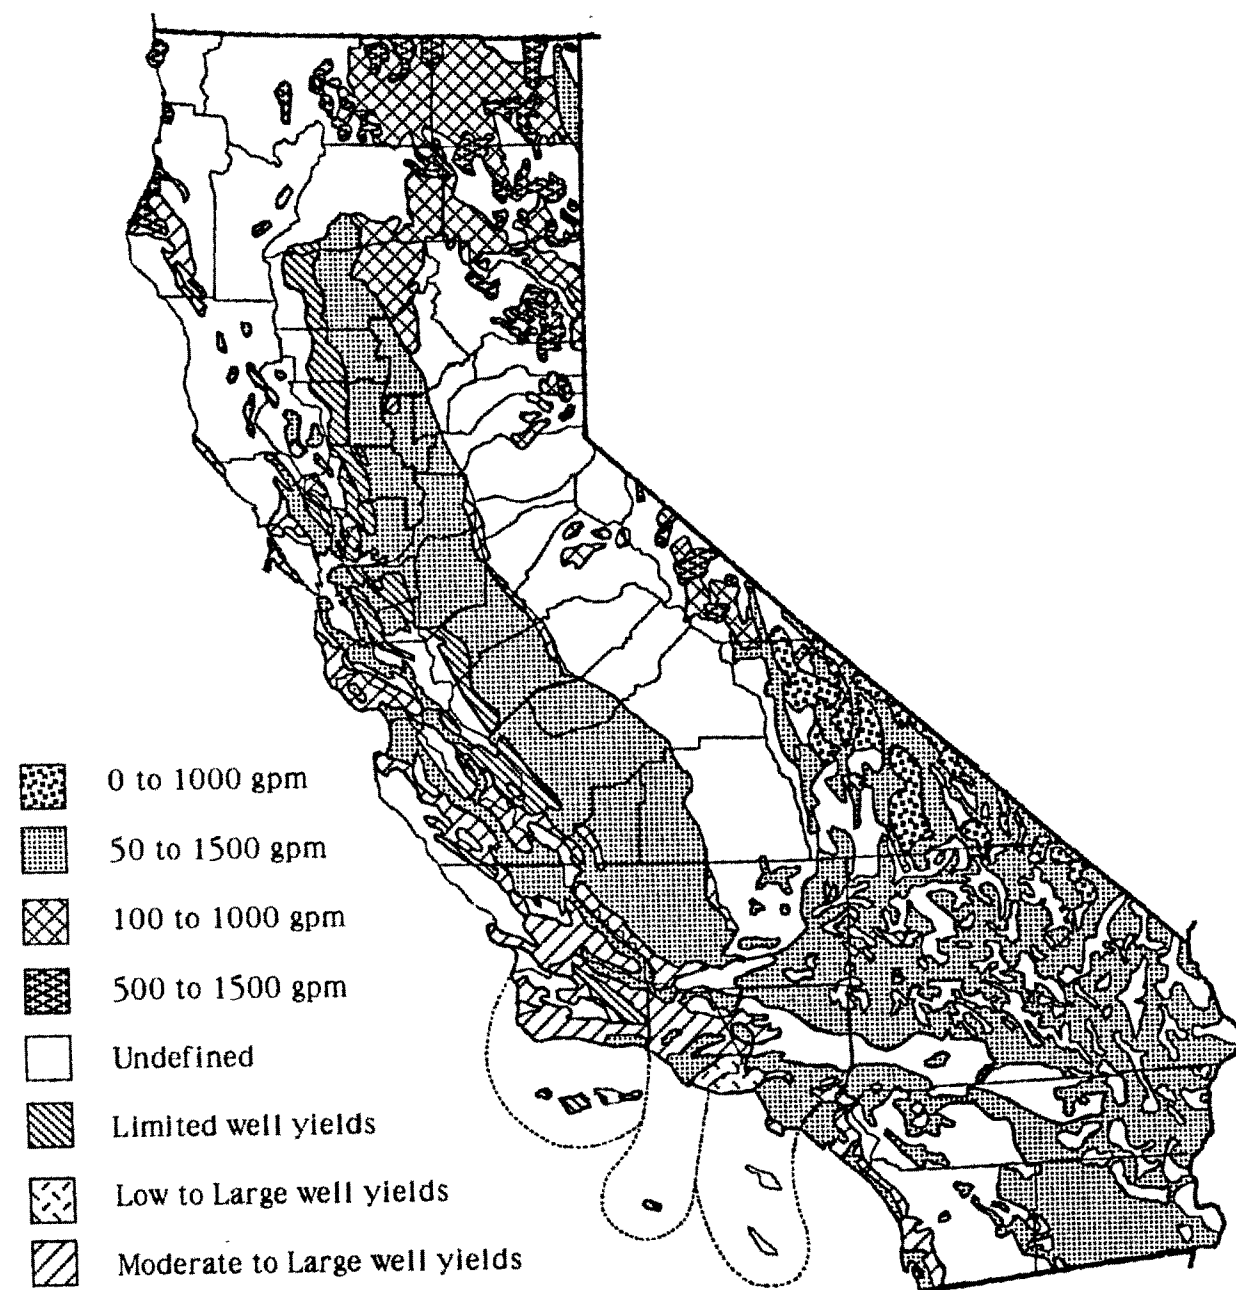 0 to 1000 gpm
50 to 1500 gpm
100 to 1000 gpm
500 to 1500 gpm
Undefined
Limited well yields
Low to Large well yields
Moderate to Large well yields